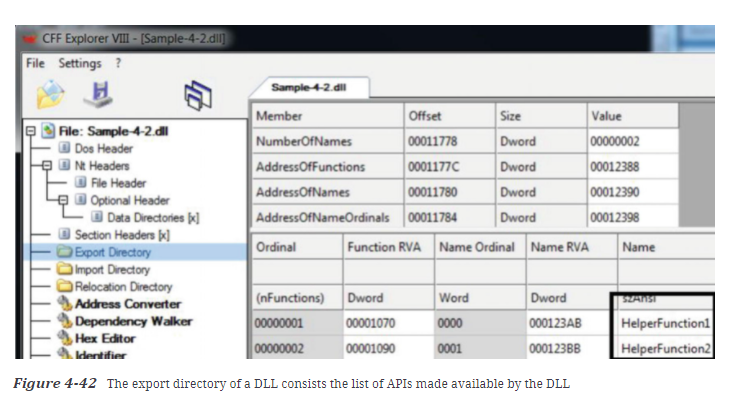 CFF Explorer VIII - [Sample-4-2.dll]
File Settings ?
Sample-4-2.dll
File: Sample-4-2.dll
Dos Header
Nt Headers
File Header
Optional Header
Data Directories [x]
Section Headers [x]
Export Directory
Import Directory
Relocation Directory
Address Converter
Dependency Walker
Hex Editor
Identifier
Member Offset Size Value
NumberOfNames 00011778 Dword 00000002
AddressOfFunctions 0001177C Dword 00012388
AddressOfNames 00011780 Dword 00012390
AddressOfNameOrdinals 00011784 Dword 00012398
Ordinal Function RVA Name Ordinal Name RVA Name
(nFunctions) Dword Word Dword szAnsi
00000001 00001070 0000 000123AB HelperFunction1
00000002 00001090 0001 000123BB HelperFunction2
Figure 4-42 The export directory of a DLL consists the list of APIs made available by the DLL